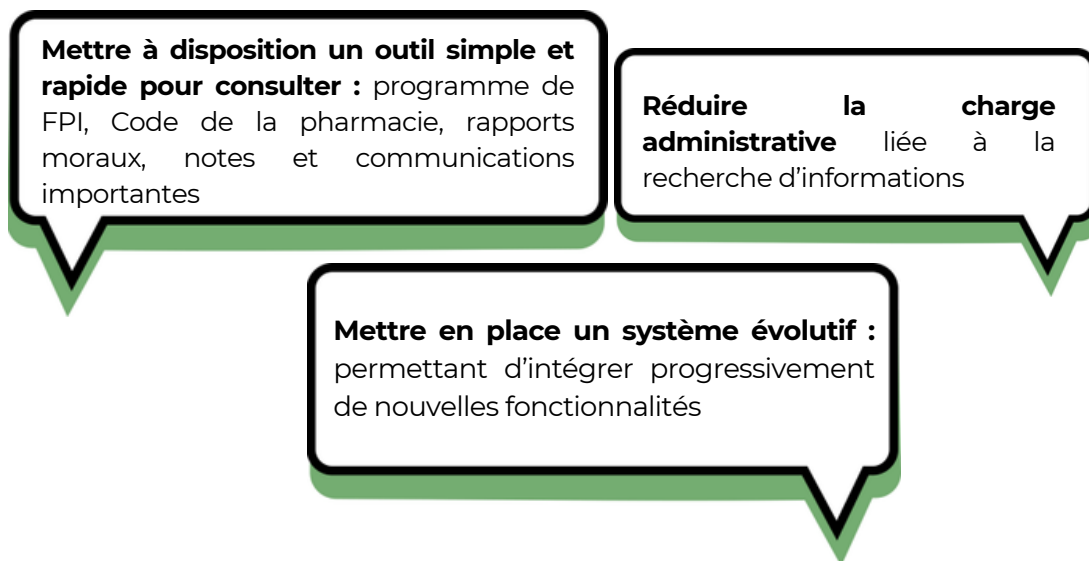 Mettre à disposition un outil simple et
rapide pour consulter : programme de
FPI, Code de la pharmacie, rapports
moraux, notes et communications
importantes
Réduire la charge
administrative liée à la
recherche d’informations
Mettre en place un système évolutif :
permettant d’intégrer progressivement
de nouvelles fonctionnalités